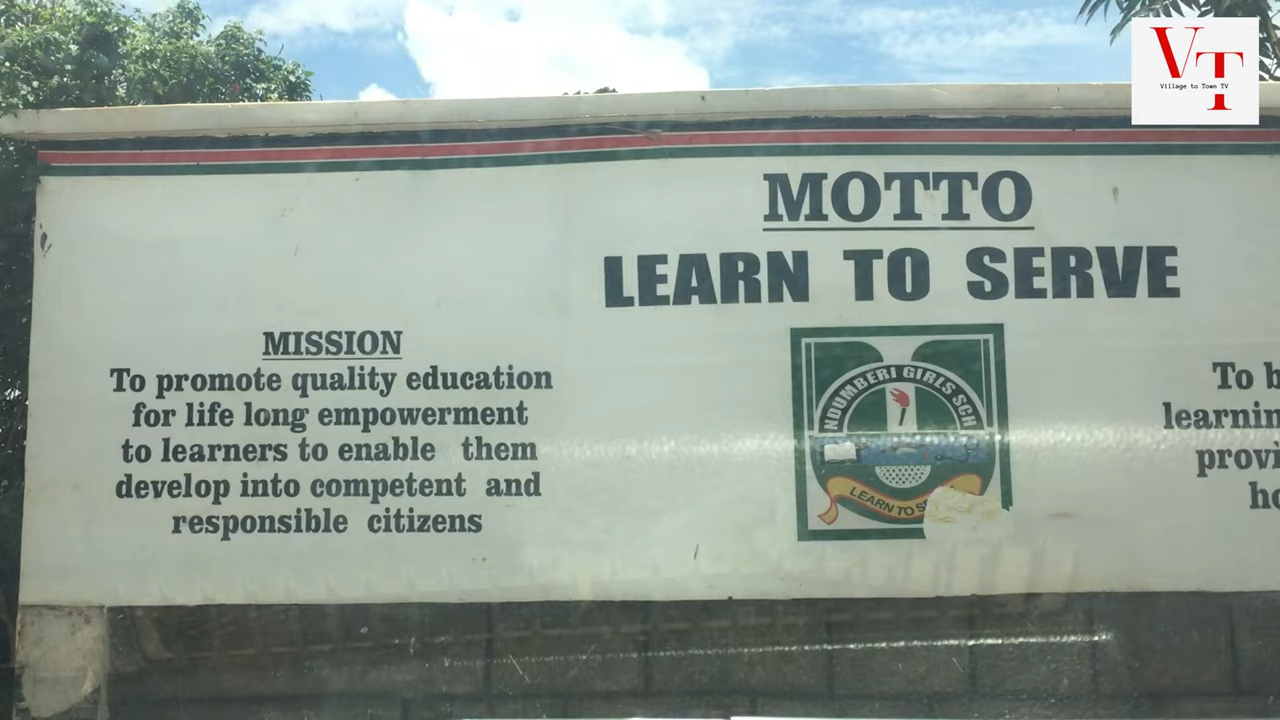 VT
Village to Town TV
MOTTO
LEARN TO SERVE
MISSION
To promote quality education
for life long empowerment
to learners to enable them
develop into competent and
responsible citizens
NDUMBERI GIRLS SCH
LEARN TO
To
learnin
provi